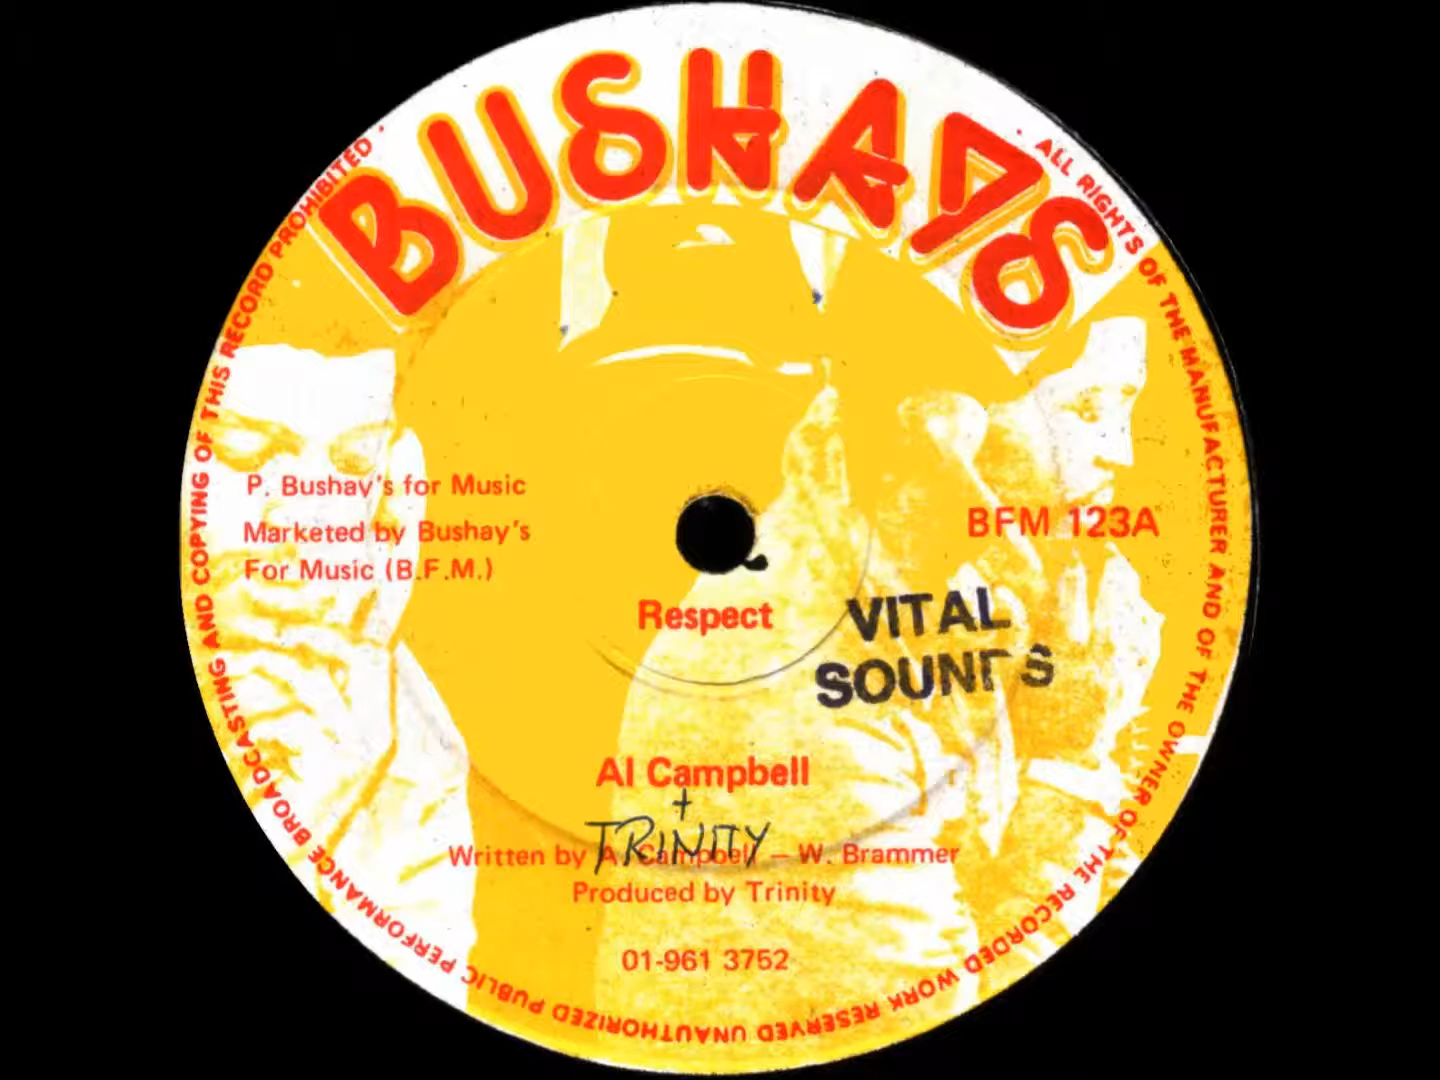 BUSHAYS
ALL RIGHTS OF THE MANUFACTURER AND OF THE OWNER OF THE RECORDED WORK RESERVED UNAUTHORIZED PUBLIC PERFORMANCE BROADCASTING AND COPYING OF THIS RECORD PROHIBITED
P. Bushay's for Music
Marketed by Bushay's
For Music (B.F.M.)
BFM 123A
Respect
VITAL
SOUNDS
Al Campbell
+
TRINITY
Written by A. Campbell – W. Brammer
Produced by Trinity
01-961 3752